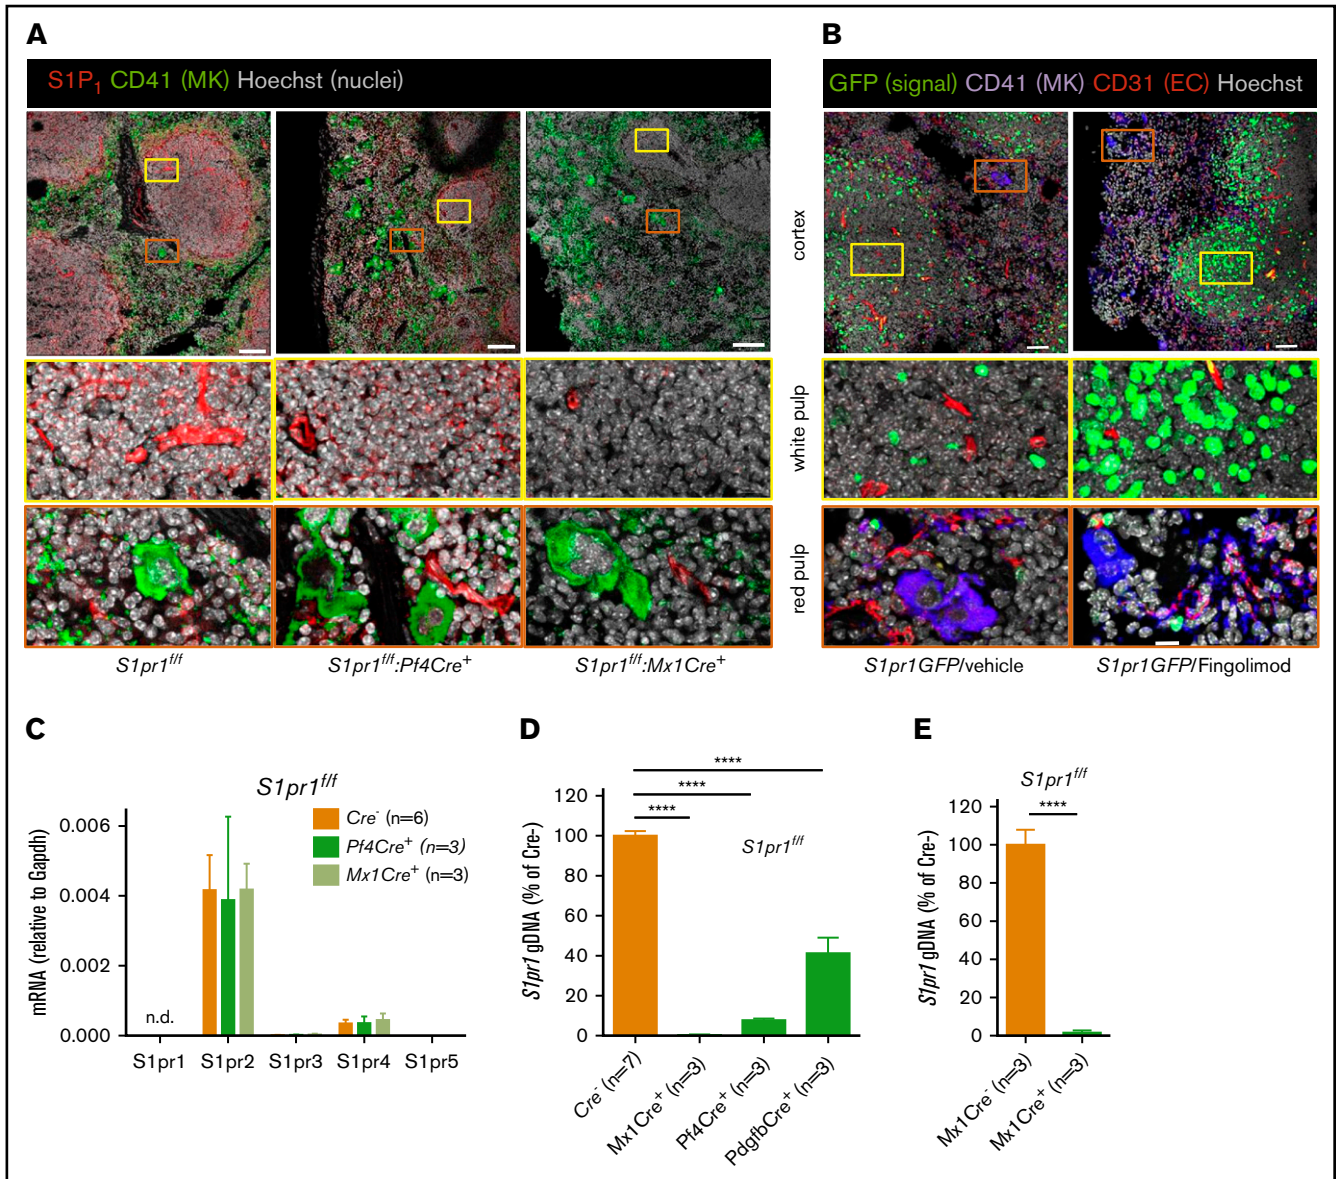 A
S1P1 CD41 (MK) Hoechst (nuclei)
S1pr1f/f
S1pr1f/f:Pf4Cre+
S1pr1f/f:Mx1Cre+
B
GFP (signal) CD41 (MK) CD31 (EC) Hoechst
cortex
white pulp
red pulp
S1pr1GFP/vehicle
S1pr1GFP/Fingolimod
C
S1pr1f/f
Cre- (n=6)
Pf4Cre+ (n=3)
Mx1Cre+ (n=3)
mRNA (relative to Gapdh)
0.006
0.004
0.002
0.000
n.d.
S1pr1 S1pr2 S1pr3 S1pr4 S1pr5
D
****
****
****
S1pr1f/f
S1pr1 gDNA (% of Cre-)
120
100
80
60
40
20
0
Cre- (n=7)
Mx1Cre+ (n=3)
Pf4Cre+ (n=3)
PdgfbCre+ (n=3)
E
S1pr1f/f
****
S1pr1 gDNA (% of Cre-)
120
100
80
60
40
20
0
Mx1Cre- (n=3)
Mx1Cre+ (n=3)